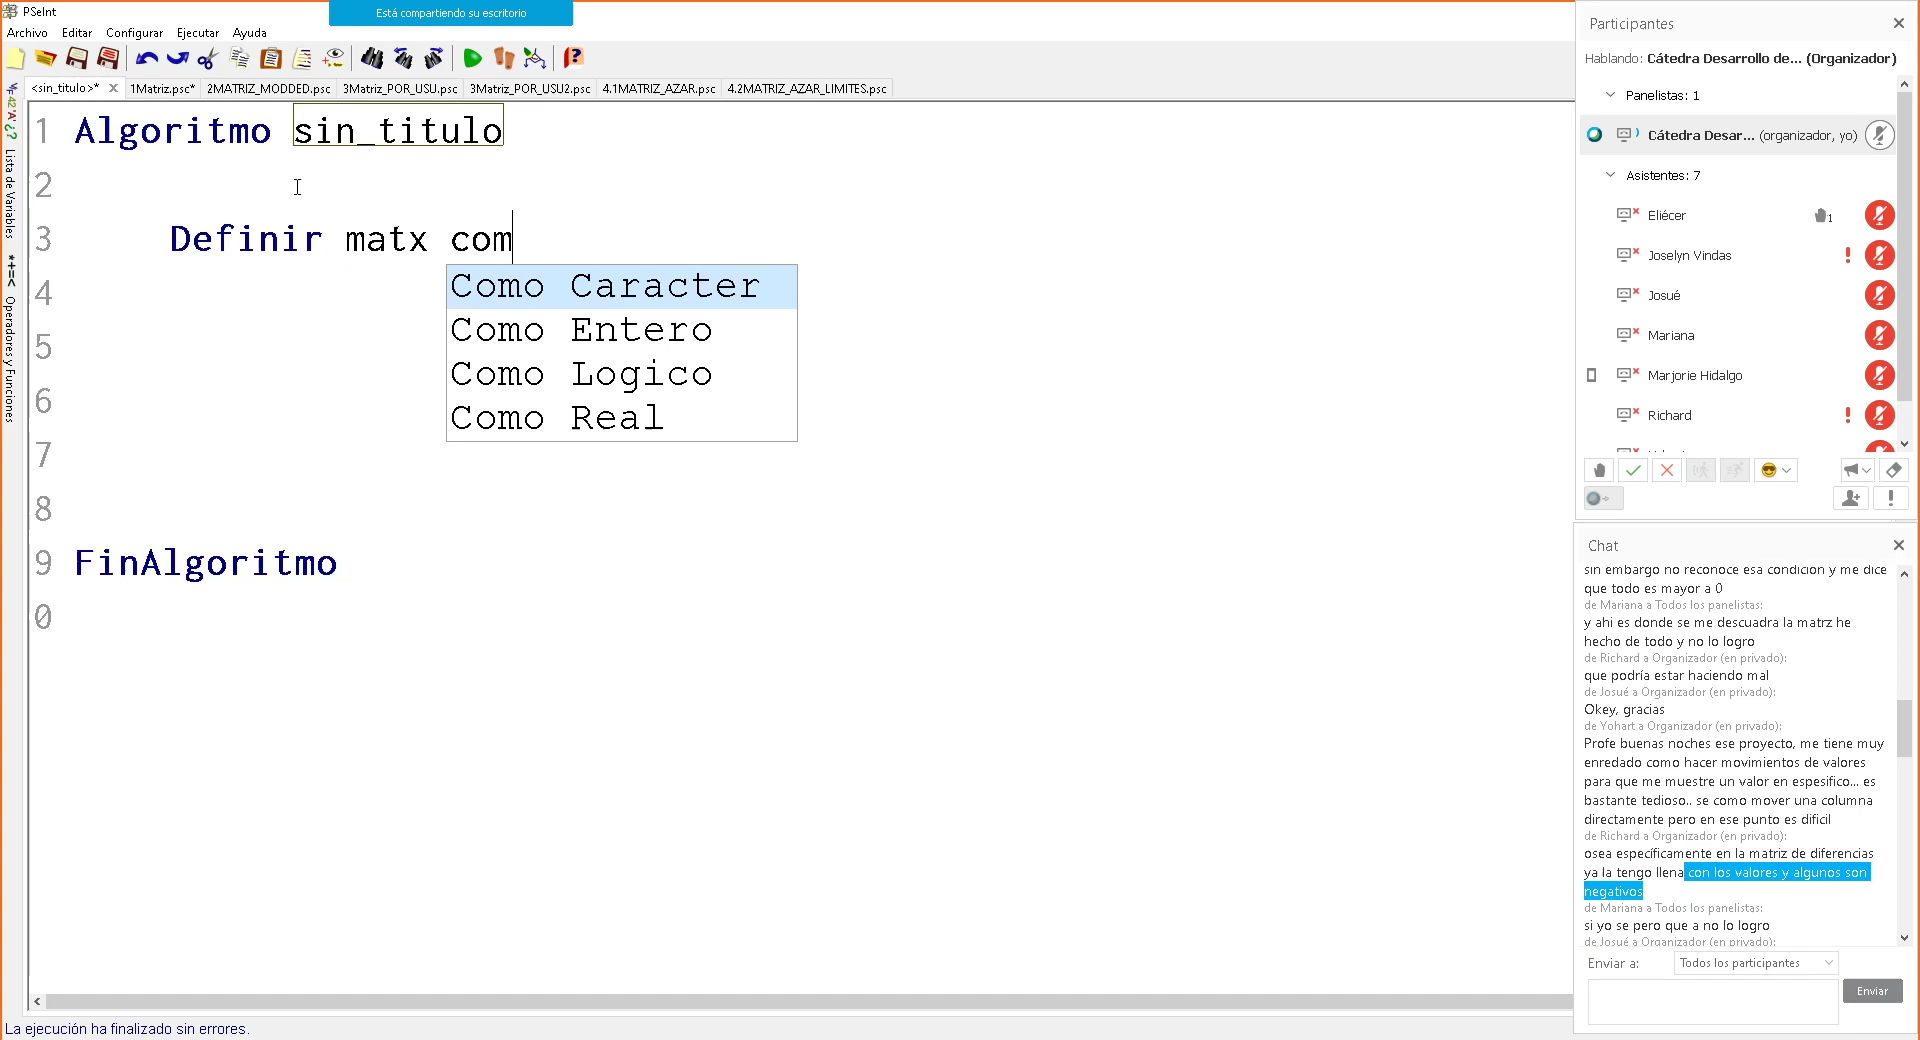 PSeInt
Está compartiendo su escritorio
Archivo Editar Configurar Ejecutar Ayuda
<sin_titulo>* 1Matriz.psc* 2MATRIZ_MODDED.psc 3Matriz_POR_USU.psc 3Matriz_POR_USU2.psc 4.1MATRIZ_AZAR.psc 4.2MATRIZ_AZAR_LIMITES.psc
Lista de Variables
*+=< Operadores y Funciones
1 Algoritmo sin_titulo
2
3 Definir matx com
Como Caracter
Como Entero
Como Logico
Como Real
4
5
6
7
8
9 FinAlgoritmo
0
La ejecución ha finalizado sin errores.
Participantes
Hablando: Cátedra Desarrollo de... (Organizador)
Panelistas: 1
Cátedra Desar... (organizador, yo)
Asistentes: 7
Eliécer 1
Joselyn Vindas
Josué
Mariana
Marjorie Hidalgo
Richard
Chat
sin embargo no reconoce esa condicion y me dice
que todo es mayor a 0
de Mariana a Todos los panelistas:
y ahi es donde se me descuadra la matrz he
hecho de todo y no lo logro
de Richard a Organizador (en privado):
que podría estar haciendo mal
de Josué a Organizador (en privado):
Okey, gracias
de Yohart a Organizador (en privado):
Profe buenas noches ese proyecto, me tiene muy
enredado como hacer movimientos de valores
para que me muestre un valor en espesifico... es
bastante tedioso.. se como mover una columna
directamente pero en ese punto es dificil
de Richard a Organizador (en privado):
osea específicamente en la matriz de diferencias
ya la tengo llena con los valores y algunos son
negativos
de Mariana a Todos los panelistas:
si yo se pero que a no lo logro
de Josué a Organizador (en privado):
Enviar a: Todos los participantes
Enviar